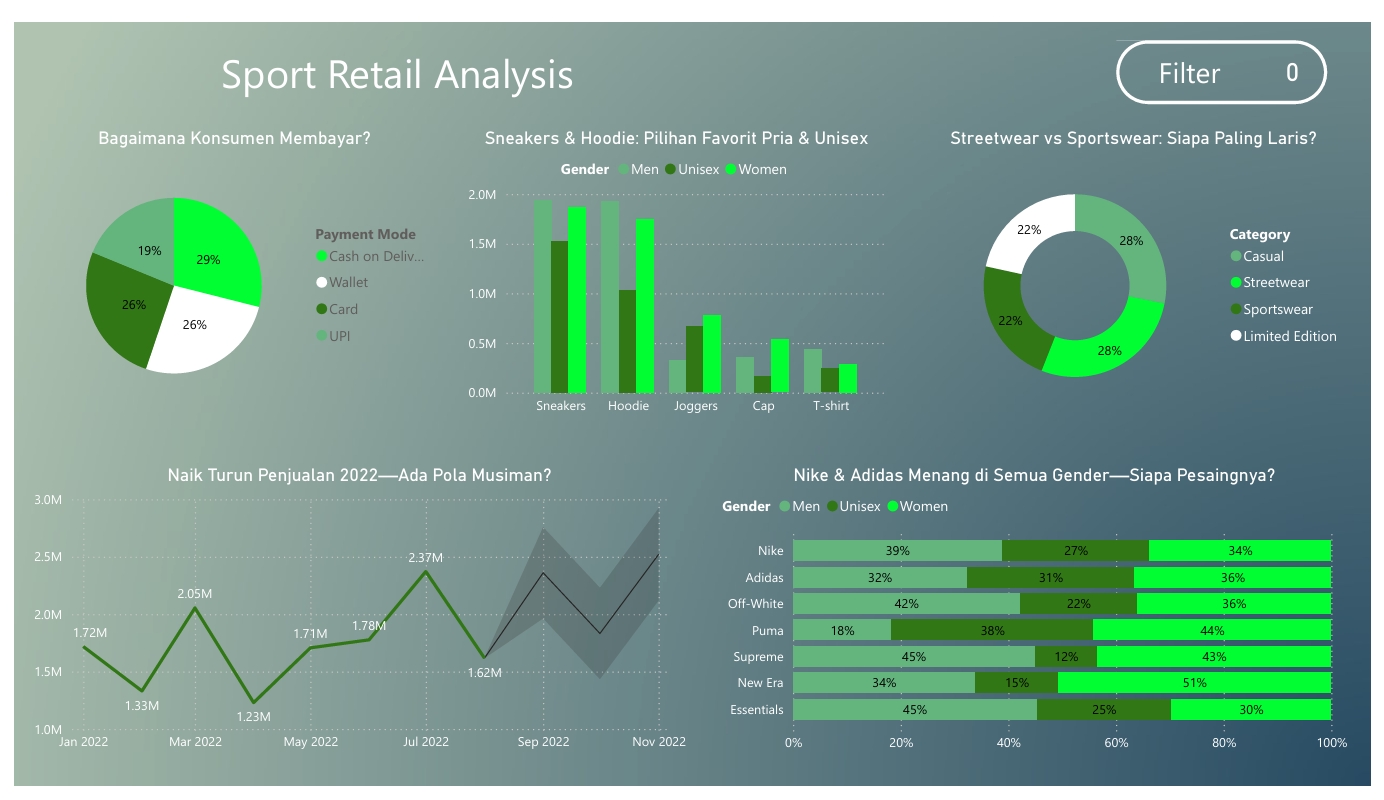 Sport Retail Analysis
Filter 0
Bagaimana Konsumen Membayar?
29%
26%
26%
19%
Payment Mode
Cash on Deliv...
Wallet
Card
UPI
Sneakers & Hoodie: Pilihan Favorit Pria & Unisex
Gender Men Unisex Women
2.0M
1.5M
1.0M
0.5M
0.0M
Sneakers Hoodie Joggers Cap T-shirt
Streetwear vs Sportswear: Siapa Paling Laris?
28%
28%
22%
22%
Category
Casual
Streetwear
Sportswear
Limited Edition
Naik Turun Penjualan 2022—Ada Pola Musiman?
3.0M
2.5M
2.0M
1.5M
1.0M
1.72M
1.33M
2.05M
1.23M
1.71M
1.78M
2.37M
1.62M
Jan 2022 Mar 2022 May 2022 Jul 2022 Sep 2022 Nov 2022
Nike & Adidas Menang di Semua Gender—Siapa Pesaingnya?
Gender Men Unisex Women
Nike 39% 27% 34%
Adidas 32% 31% 36%
Off-White 42% 22% 36%
Puma 18% 38% 44%
Supreme 45% 12% 43%
New Era 34% 15% 51%
Essentials 45% 25% 30%
0% 20% 40% 60% 80% 100%